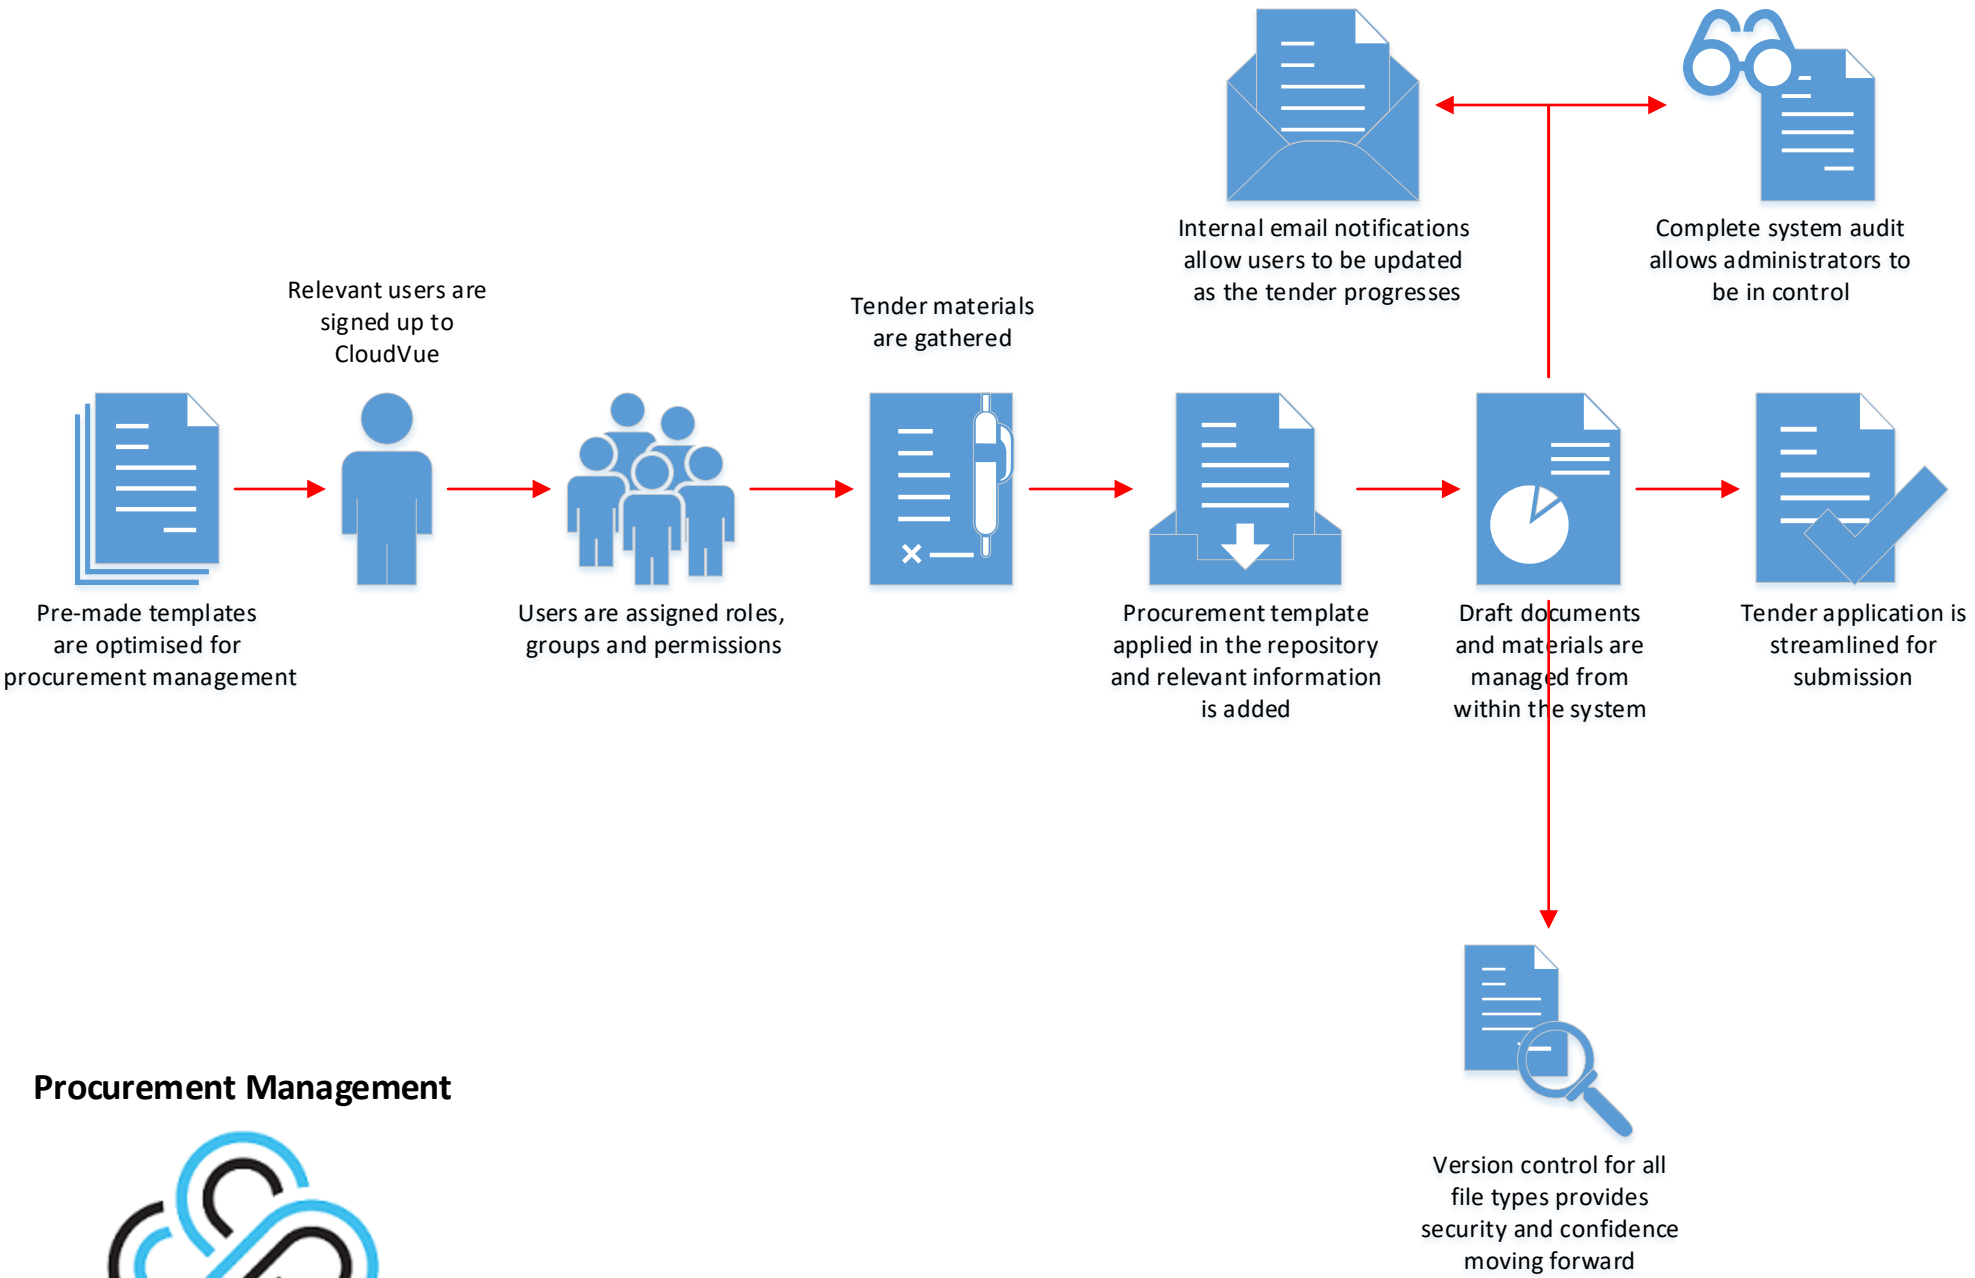 Internal email notifications
allow users to be updated
as the tender progresses
Complete system audit
allows administrators to
be in control
Relevant users are
signed up to
CloudVue
Tender materials
are gathered
Pre-made templates
are optimised for
procurement management
Users are assigned roles,
groups and permissions
Procurement template
applied in the repository
and relevant information
is added
Draft documents
and materials are
managed from
within the system
Tender application is
streamlined for
submission
Procurement Management
Version control for all
file types provides
security and confidence
moving forward